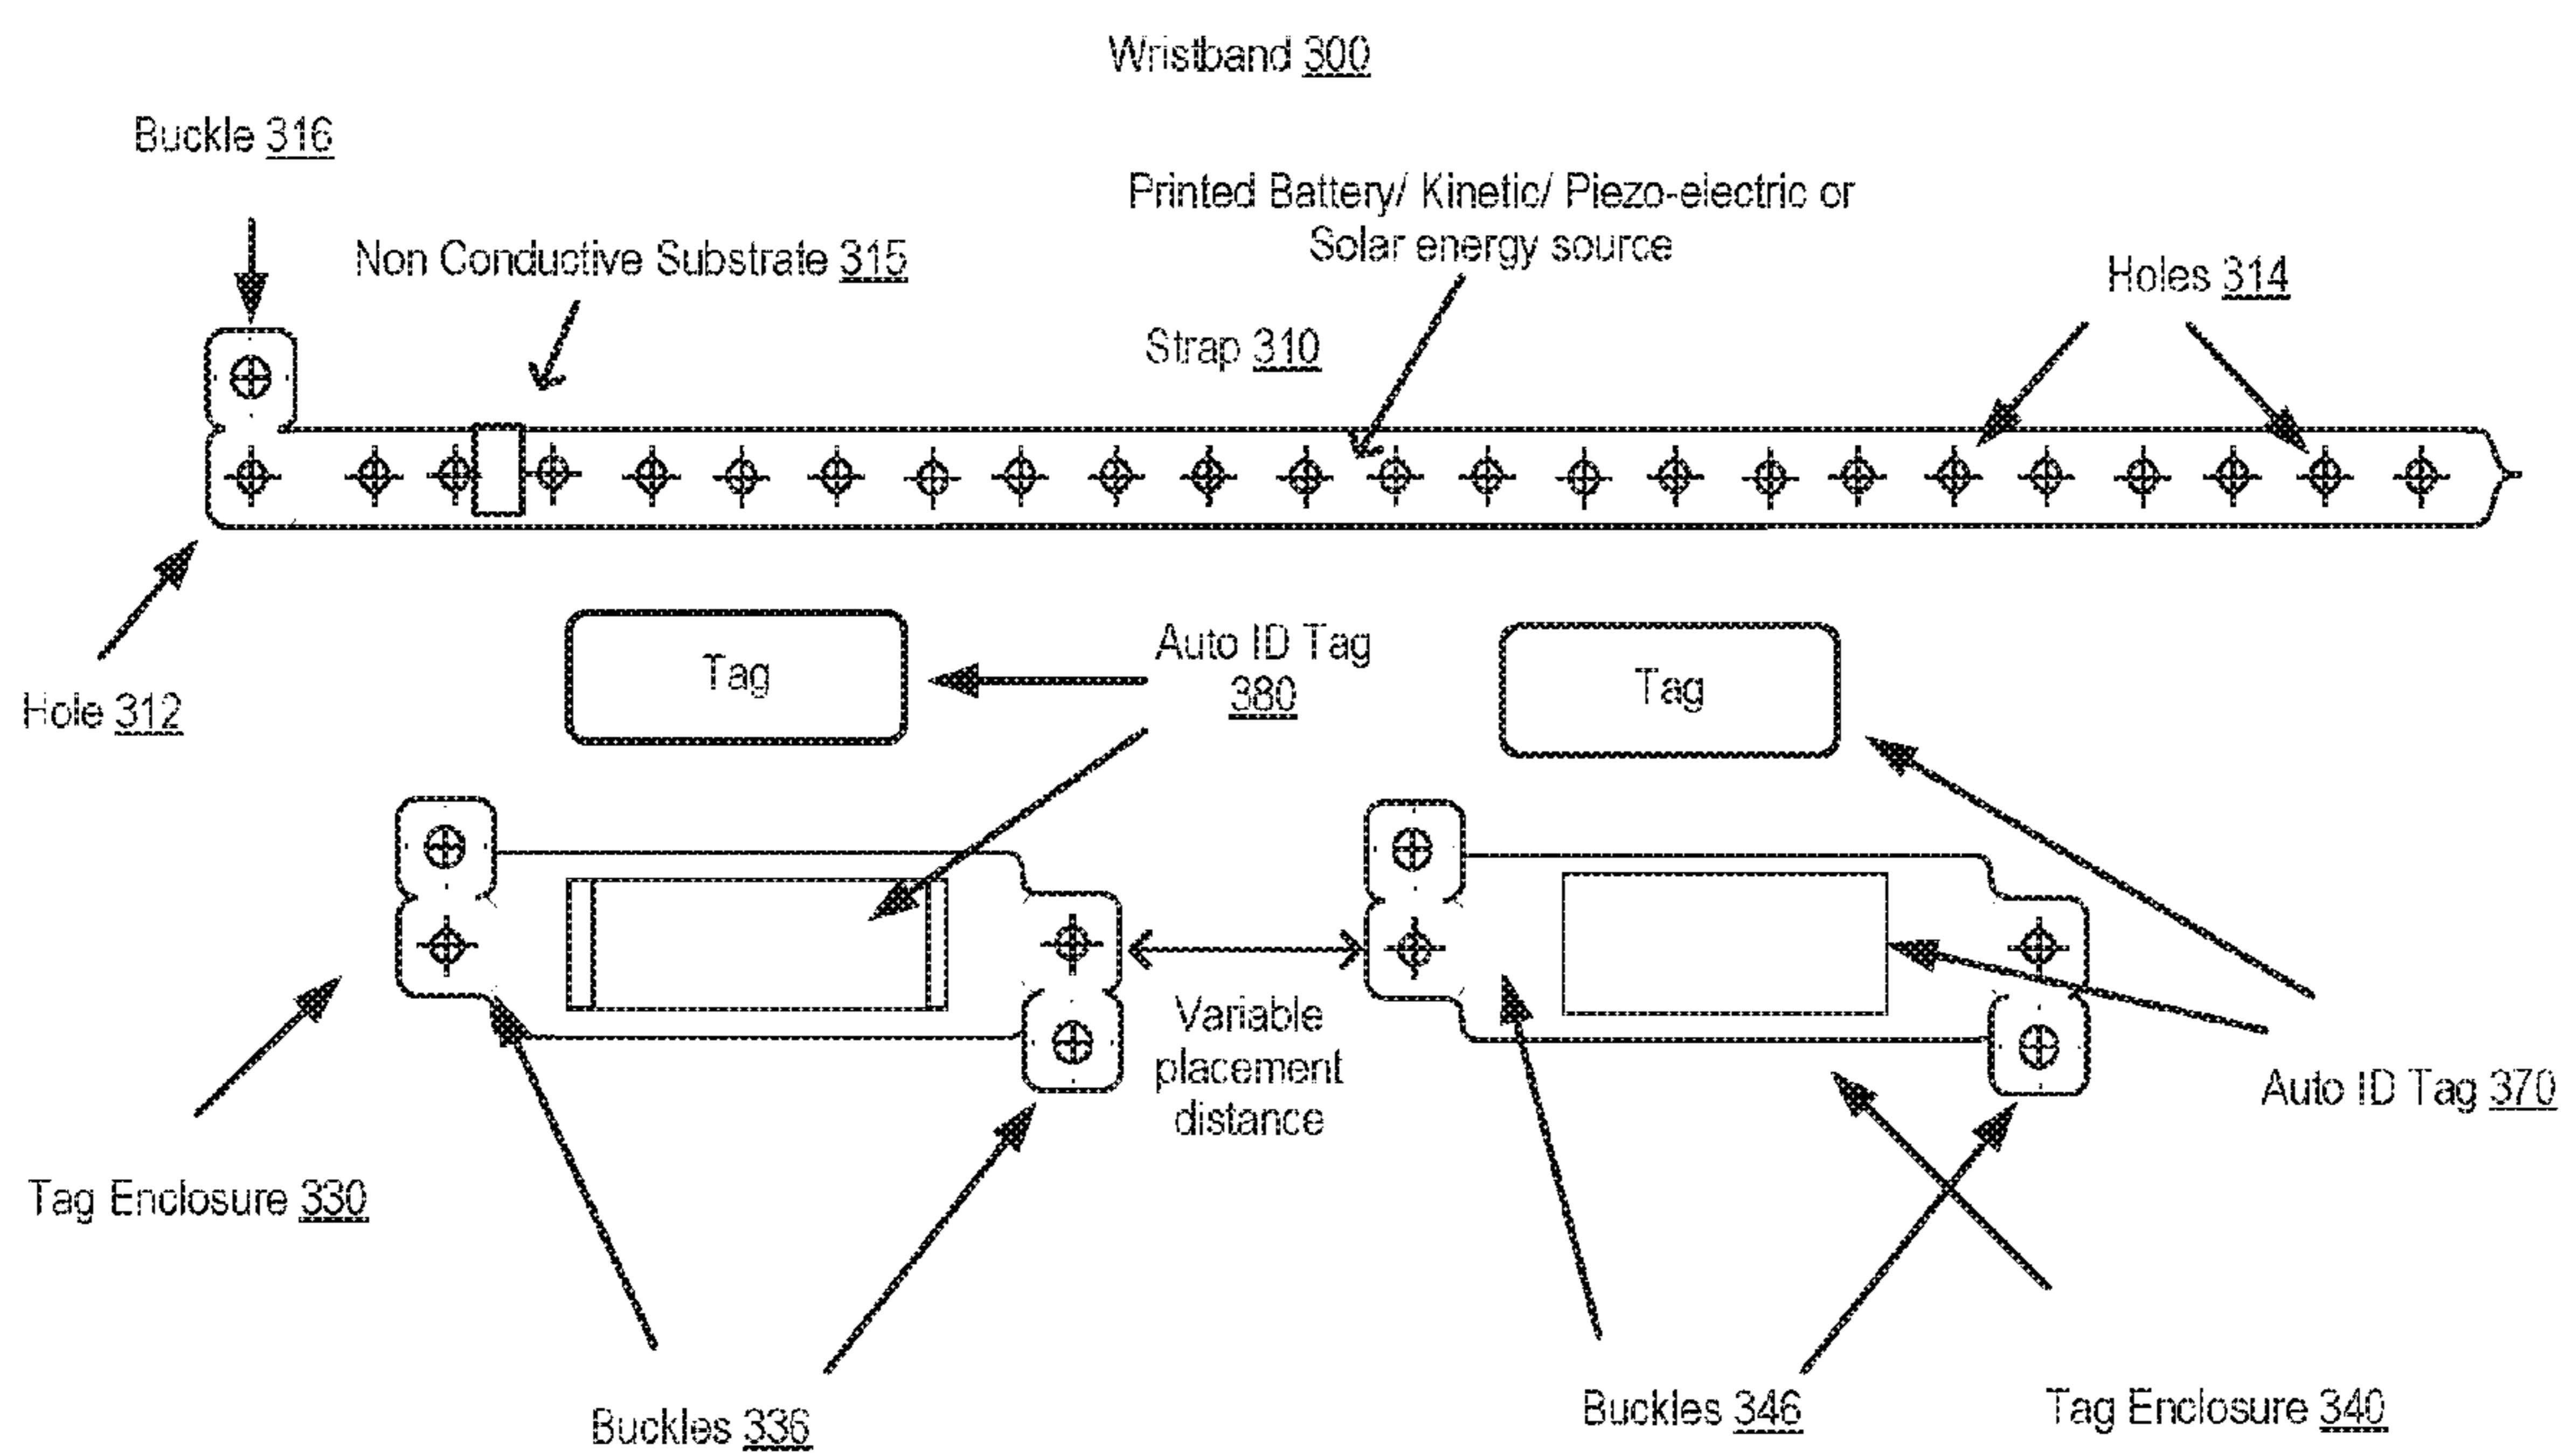 Wristband 300
Buckle 316
Printed Battery/ Kinetic/ Piezo-electric or
Solar energy source
Non Conductive Substrate 315
Holes 314
Strap 310
Hole 312
Tag
Auto ID Tag
380
Tag
Variable
placement
distance
Auto ID Tag 370
Tag Enclosure 330
Buckles 336
Buckles 346
Tag Enclosure 340